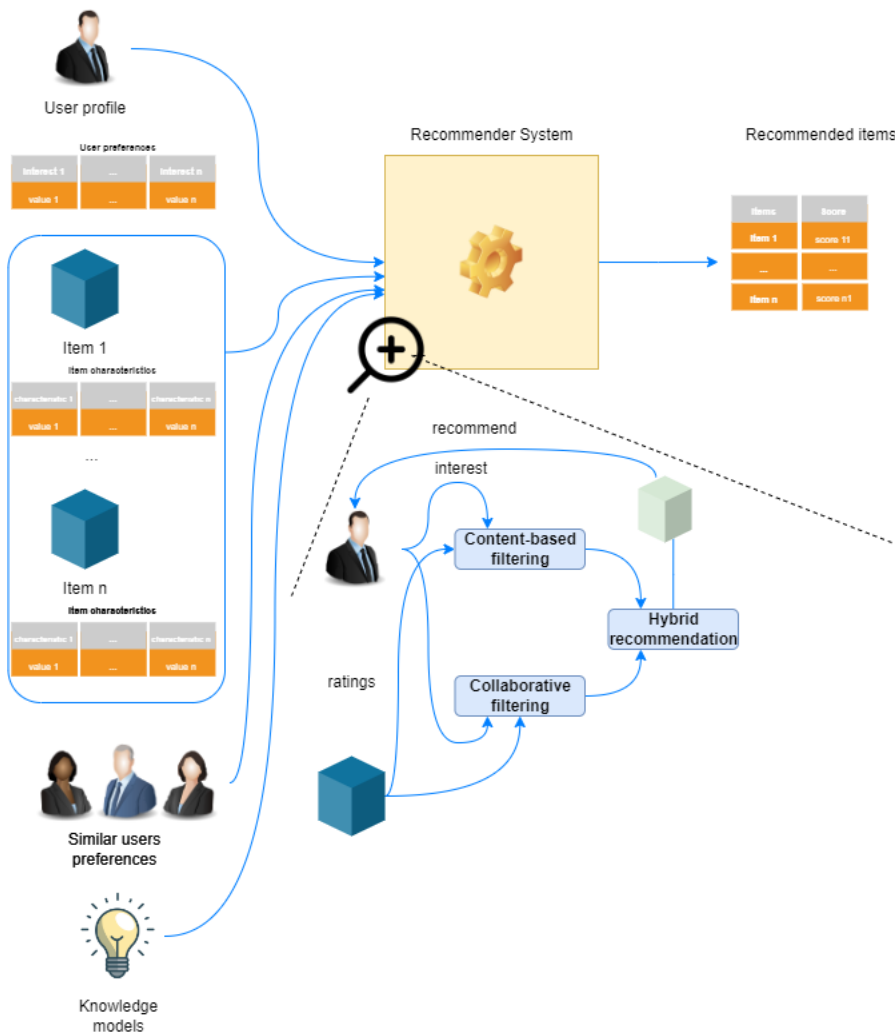 User profile
User preferences
Interest 1 ... Interest n
value 1 ... value n
Item 1
Item characteristics
characteristic 1 ... characteristic n
value 1 ... value n
...
Item n
Item characteristics
characteristic 1 ... characteristic n
value 1 ... value n
Similar users
preferences
Knowledge
models
Recommender System
Recommended items
Items Score
Item 1 score 11
... ...
Item n score n1
recommend
interest
Content-based
filtering
Hybrid
recommendation
ratings
Collaborative
filtering